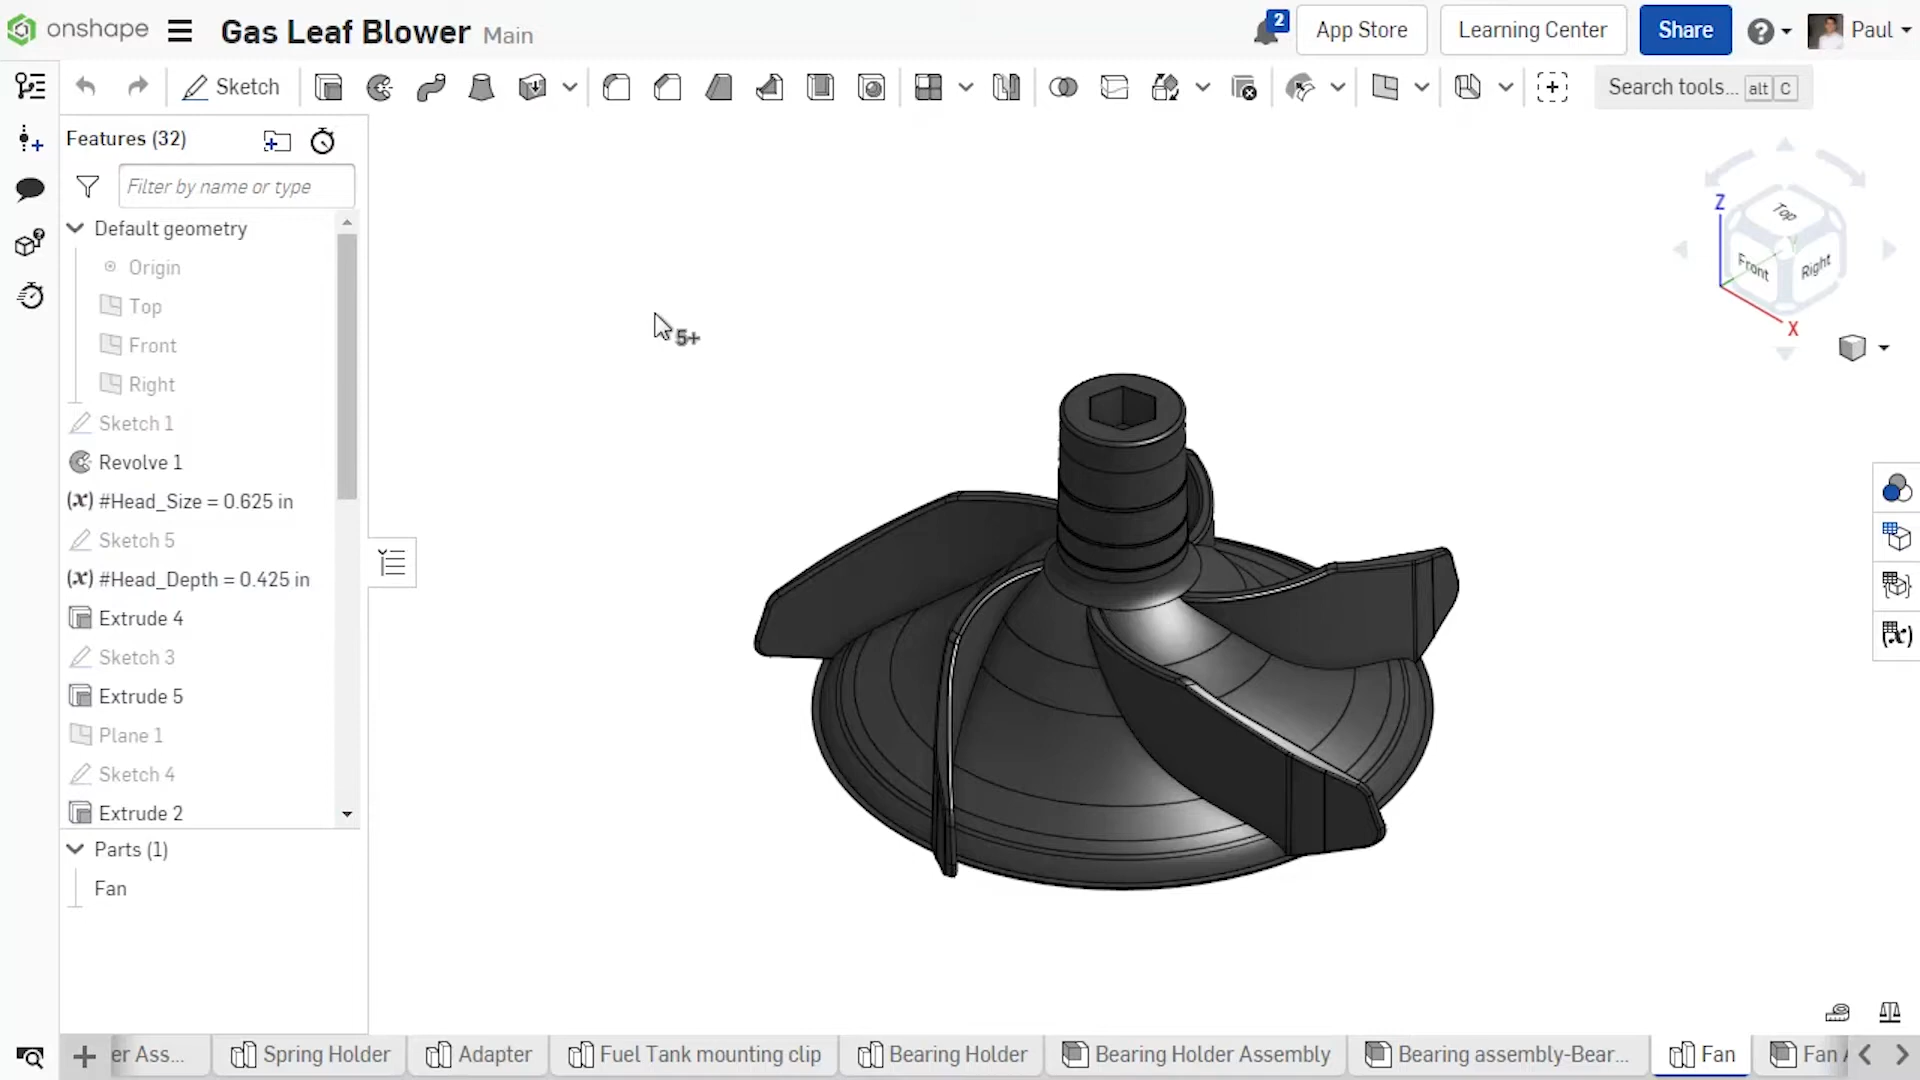 onshape
Gas Leaf Blower Main
2
App Store
Learning Center
Share
Paul
Sketch
Search tools... alt C
Features (32)
Filter by name or type
Default geometry
Origin
Top
Front
Right
Sketch 1
Revolve 1
(x) #Head_Size = 0.625 in
Sketch 5
(x) #Head_Depth = 0.425 in
Extrude 4
Sketch 3
Extrude 5
Plane 1
Sketch 4
Extrude 2
Parts (1)
Fan
5+
Z
Top
Y
Front
Right
X
(x)
er Ass...
Spring Holder
Adapter
Fuel Tank mounting clip
Bearing Holder
Bearing Holder Assembly
Bearing assembly-Bear...
Fan
Fan